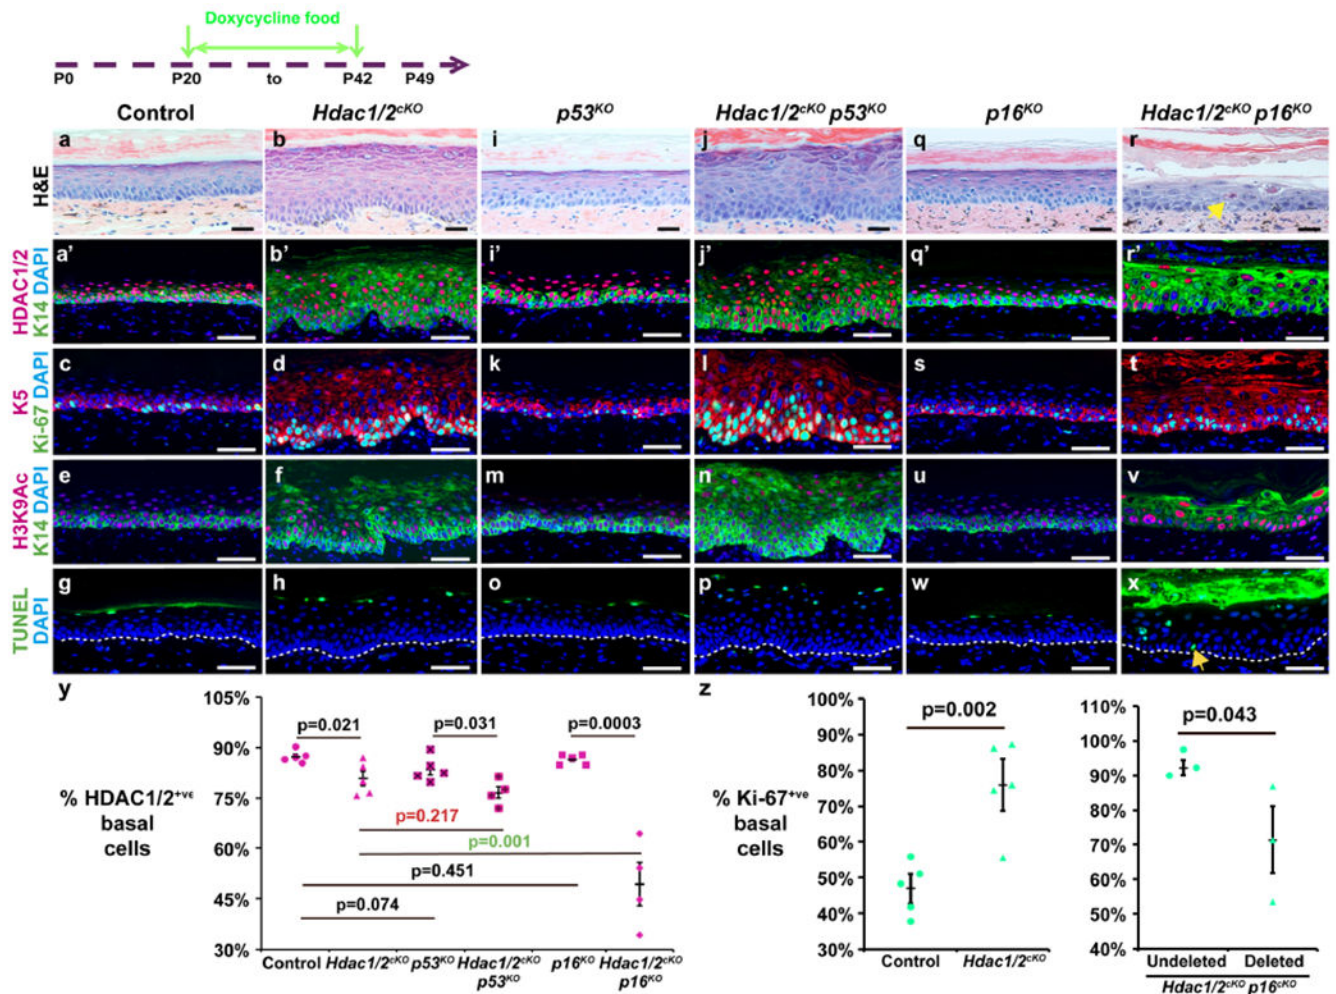 Doxycycline food
P0 P20 to P42 P49
Control Hdac1/2cKO p53KO Hdac1/2cKO p53KO p16KO Hdac1/2cKO p16KO
H&E
a b i j q r
HDAC1/2
K14 DAPI
a' b' i' j' q' r'
K5
Ki-67 DAPI
c d k l s t
H3K9Ac
K14 DAPI
e f m n u v
TUNEL
DAPI
g h o p w x
y
% HDAC1/2+ve
basal
cells
105%
90%
75%
60%
45%
30%
p=0.021
p=0.031
p=0.0003
p=0.217
p=0.001
p=0.451
p=0.074
Control Hdac1/2cKO p53KO Hdac1/2cKO p53KO p16KO Hdac1/2cKO p16KO
z
% Ki-67+ve
basal
cells
100%
90%
80%
70%
60%
50%
40%
30%
p=0.002
Control Hdac1/2cKO
110%
100%
90%
80%
70%
60%
50%
40%
p=0.043
Undeleted Deleted
Hdac1/2cKO p16cKO